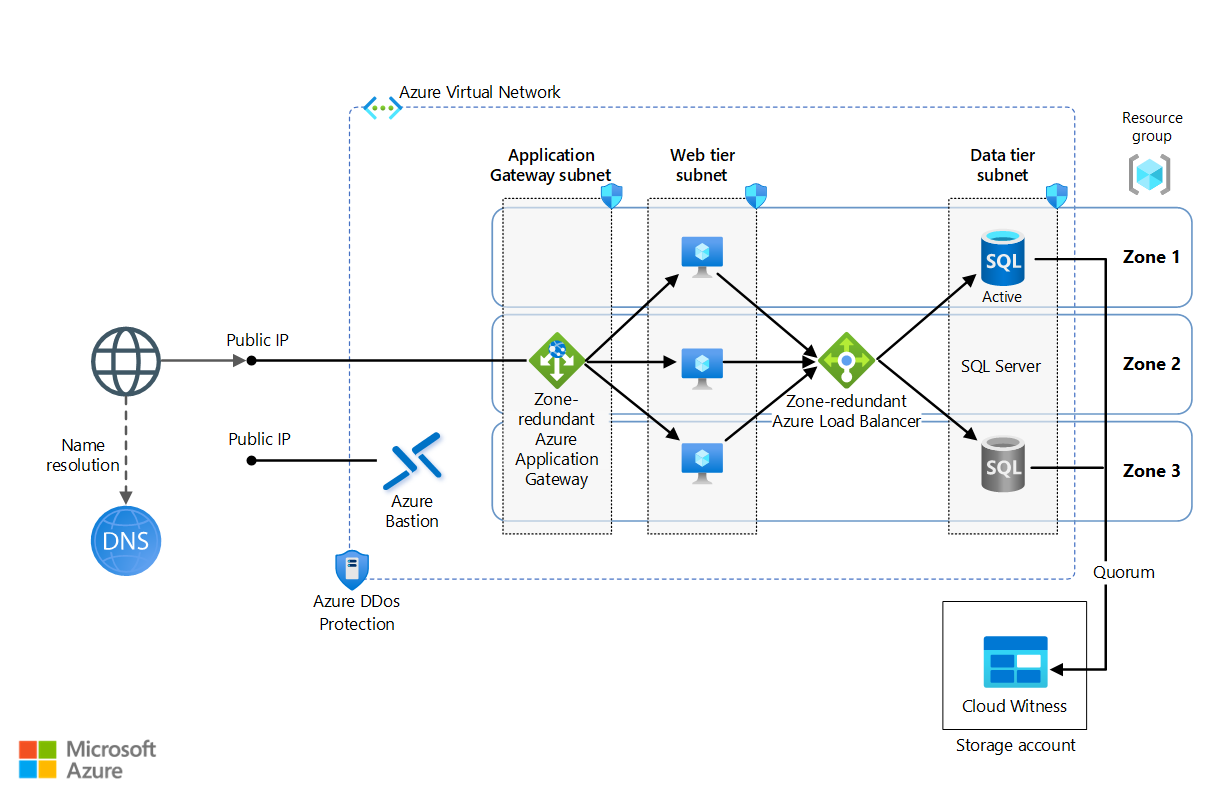 Azure Virtual Network
Resource
group
Application
Gateway subnet
Web tier
subnet
Data tier
subnet
SQL
Active
Zone 1
Public IP
SQL Server
Zone 2
Zone-
redundant
Azure
Application
Gateway
Zone-redundant
Azure Load Balancer
Public IP
Name
resolution
SQL
Zone 3
Azure
Bastion
DNS
Quorum
Azure DDos
Protection
Cloud Witness
Storage account
Microsoft
Azure